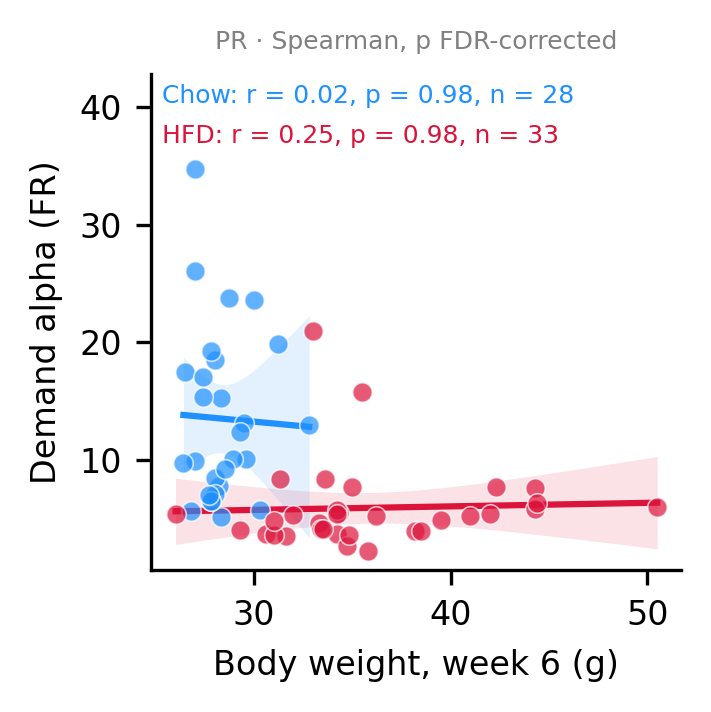 PR · Spearman, p FDR-corrected
Chow: r = 0.02, p = 0.98, n = 28
HFD: r = 0.25, p = 0.98, n = 33
Demand alpha (FR)
40
30
20
10
30 40 50
Body weight, week 6 (g)